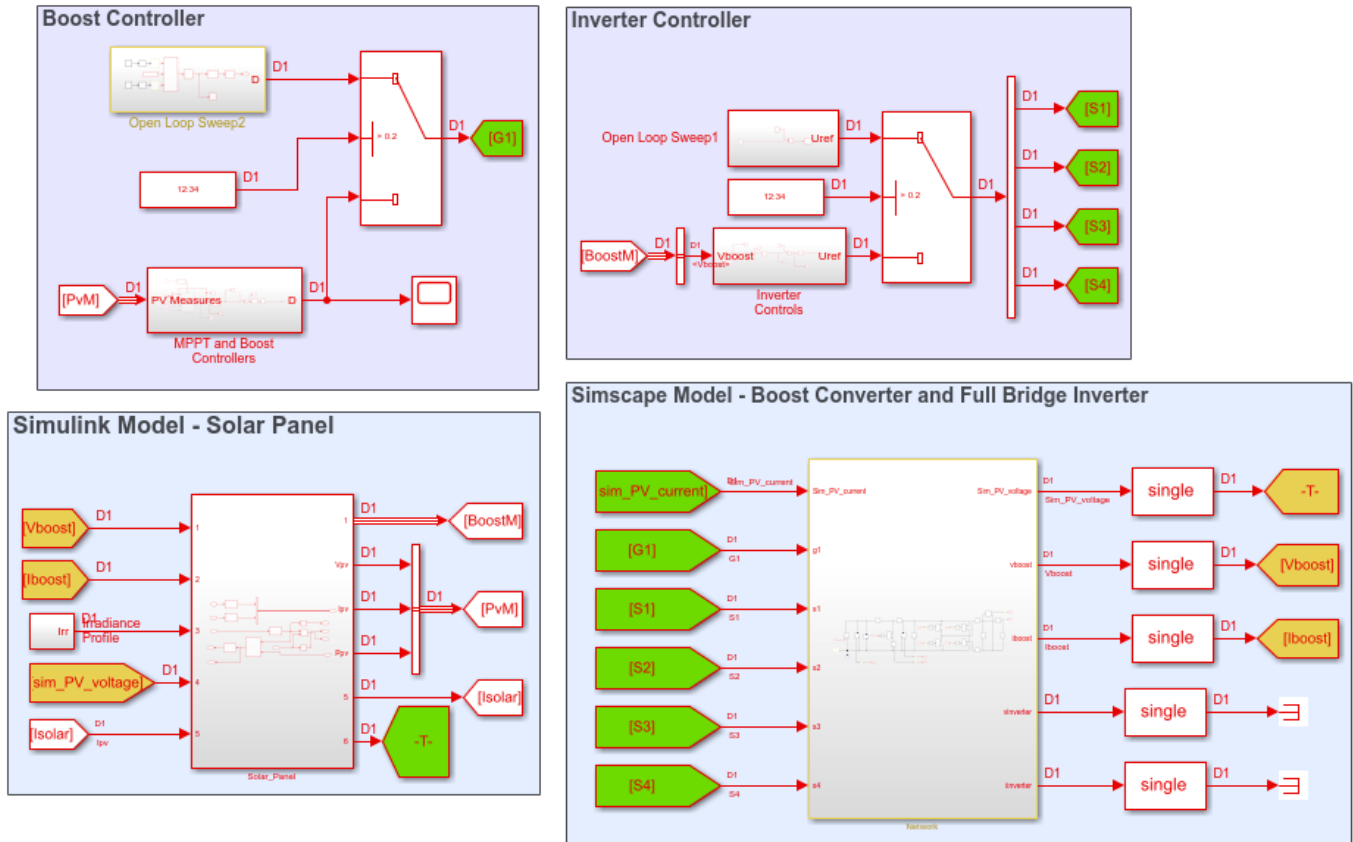 Boost Controller
D
D1
Open Loop Sweep2
> 0.2
D1
[G1]
12:34
D1
[PvM]
D1
PV Measures
D
D1
MPPT and Boost
Controllers
Inverter Controller
Open Loop Sweep1
Uref
D1
> 0.2
12:34
D1
D1
[BoostM]
D1
D1
<Vboost>
Vboost
Uref
D1
Inverter
Controls
D1
[S1]
D1
[S2]
D1
[S3]
D1
[S4]
Simulink Model - Solar Panel
[Vboost]
D1
1
[Iboost]
D1
2
Irr
D1
Irradiance
Profile
3
sim_PV_voltage]
D1
4
[Isolar]
D1
Ipv
5
1
D1
[BoostM]
Vpv
D1
Ipv
D1
D1
[PvM]
Ppv
D1
5
D1
[Isolar]
6
D1
-T-
Solar_Panel
Simscape Model - Boost Converter and Full Bridge Inverter
sim_PV_current]
D1
Sim_PV_current
Sim_PV_current
[G1]
D1
G1
g1
[S1]
D1
S1
s1
[S2]
D1
S2
s2
[S3]
D1
S3
s3
[S4]
D1
S4
s4
Sim_PV_voltage
D1
Sim_PV_voltage
single
D1
-T-
vboost
D1
Vboost
single
D1
[Vboost]
Iboost
D1
Iboost
single
D1
[Iboost]
D1
single
D1
D1
single
D1
Network